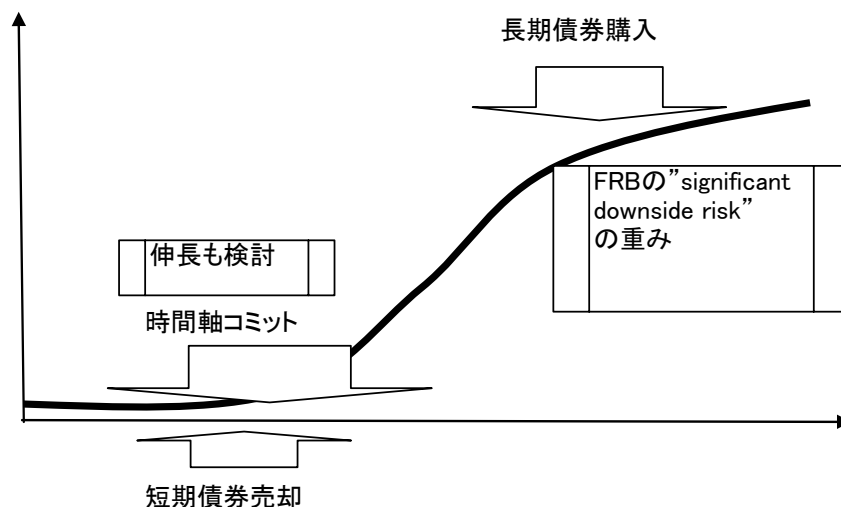 長期債券購入
FRBの”significant
downside risk”
の重み
伸長も検討
時間軸コミット
短期債券売却